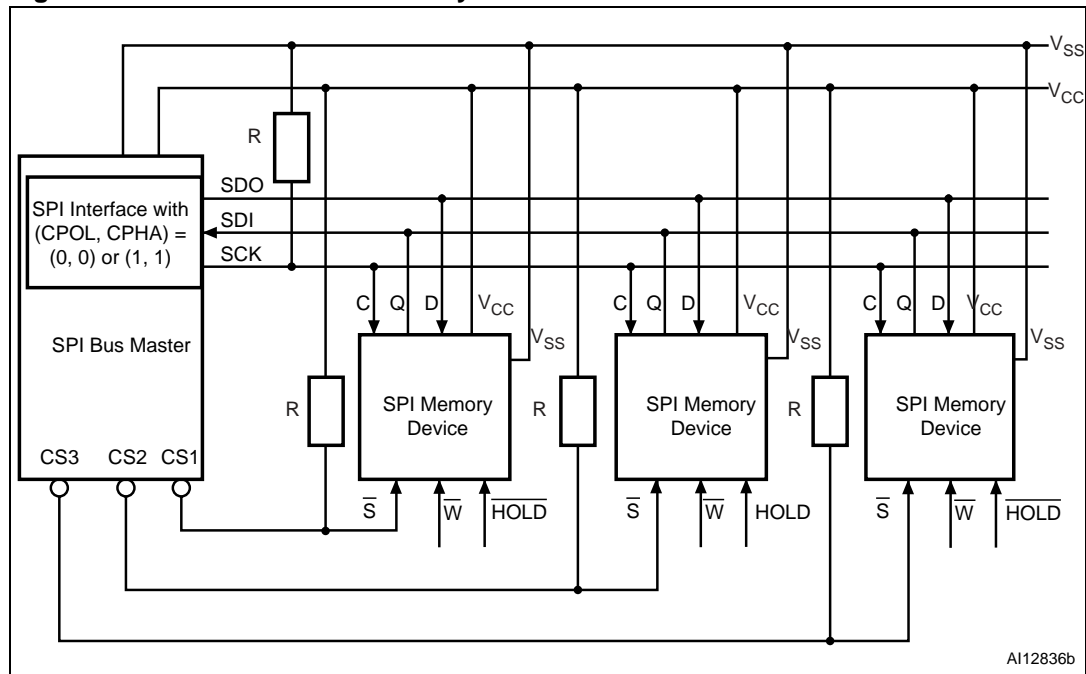 V_SS
V_CC
R
SDO
SPI Interface with
(CPOL, CPHA) =
(0, 0) or (1, 1)
SDI
SCK
C Q D V_CC V_SS
C Q D V_CC V_SS
C Q D V_CC V_SS
SPI Bus Master
R
SPI Memory
Device
R
SPI Memory
Device
R
SPI Memory
Device
CS3 CS2 CS1
S̅ W̅ H̅O̅L̅D̅
S̅ W̅ HOLD
S̅ W̅ H̅O̅L̅D̅
AI12836b